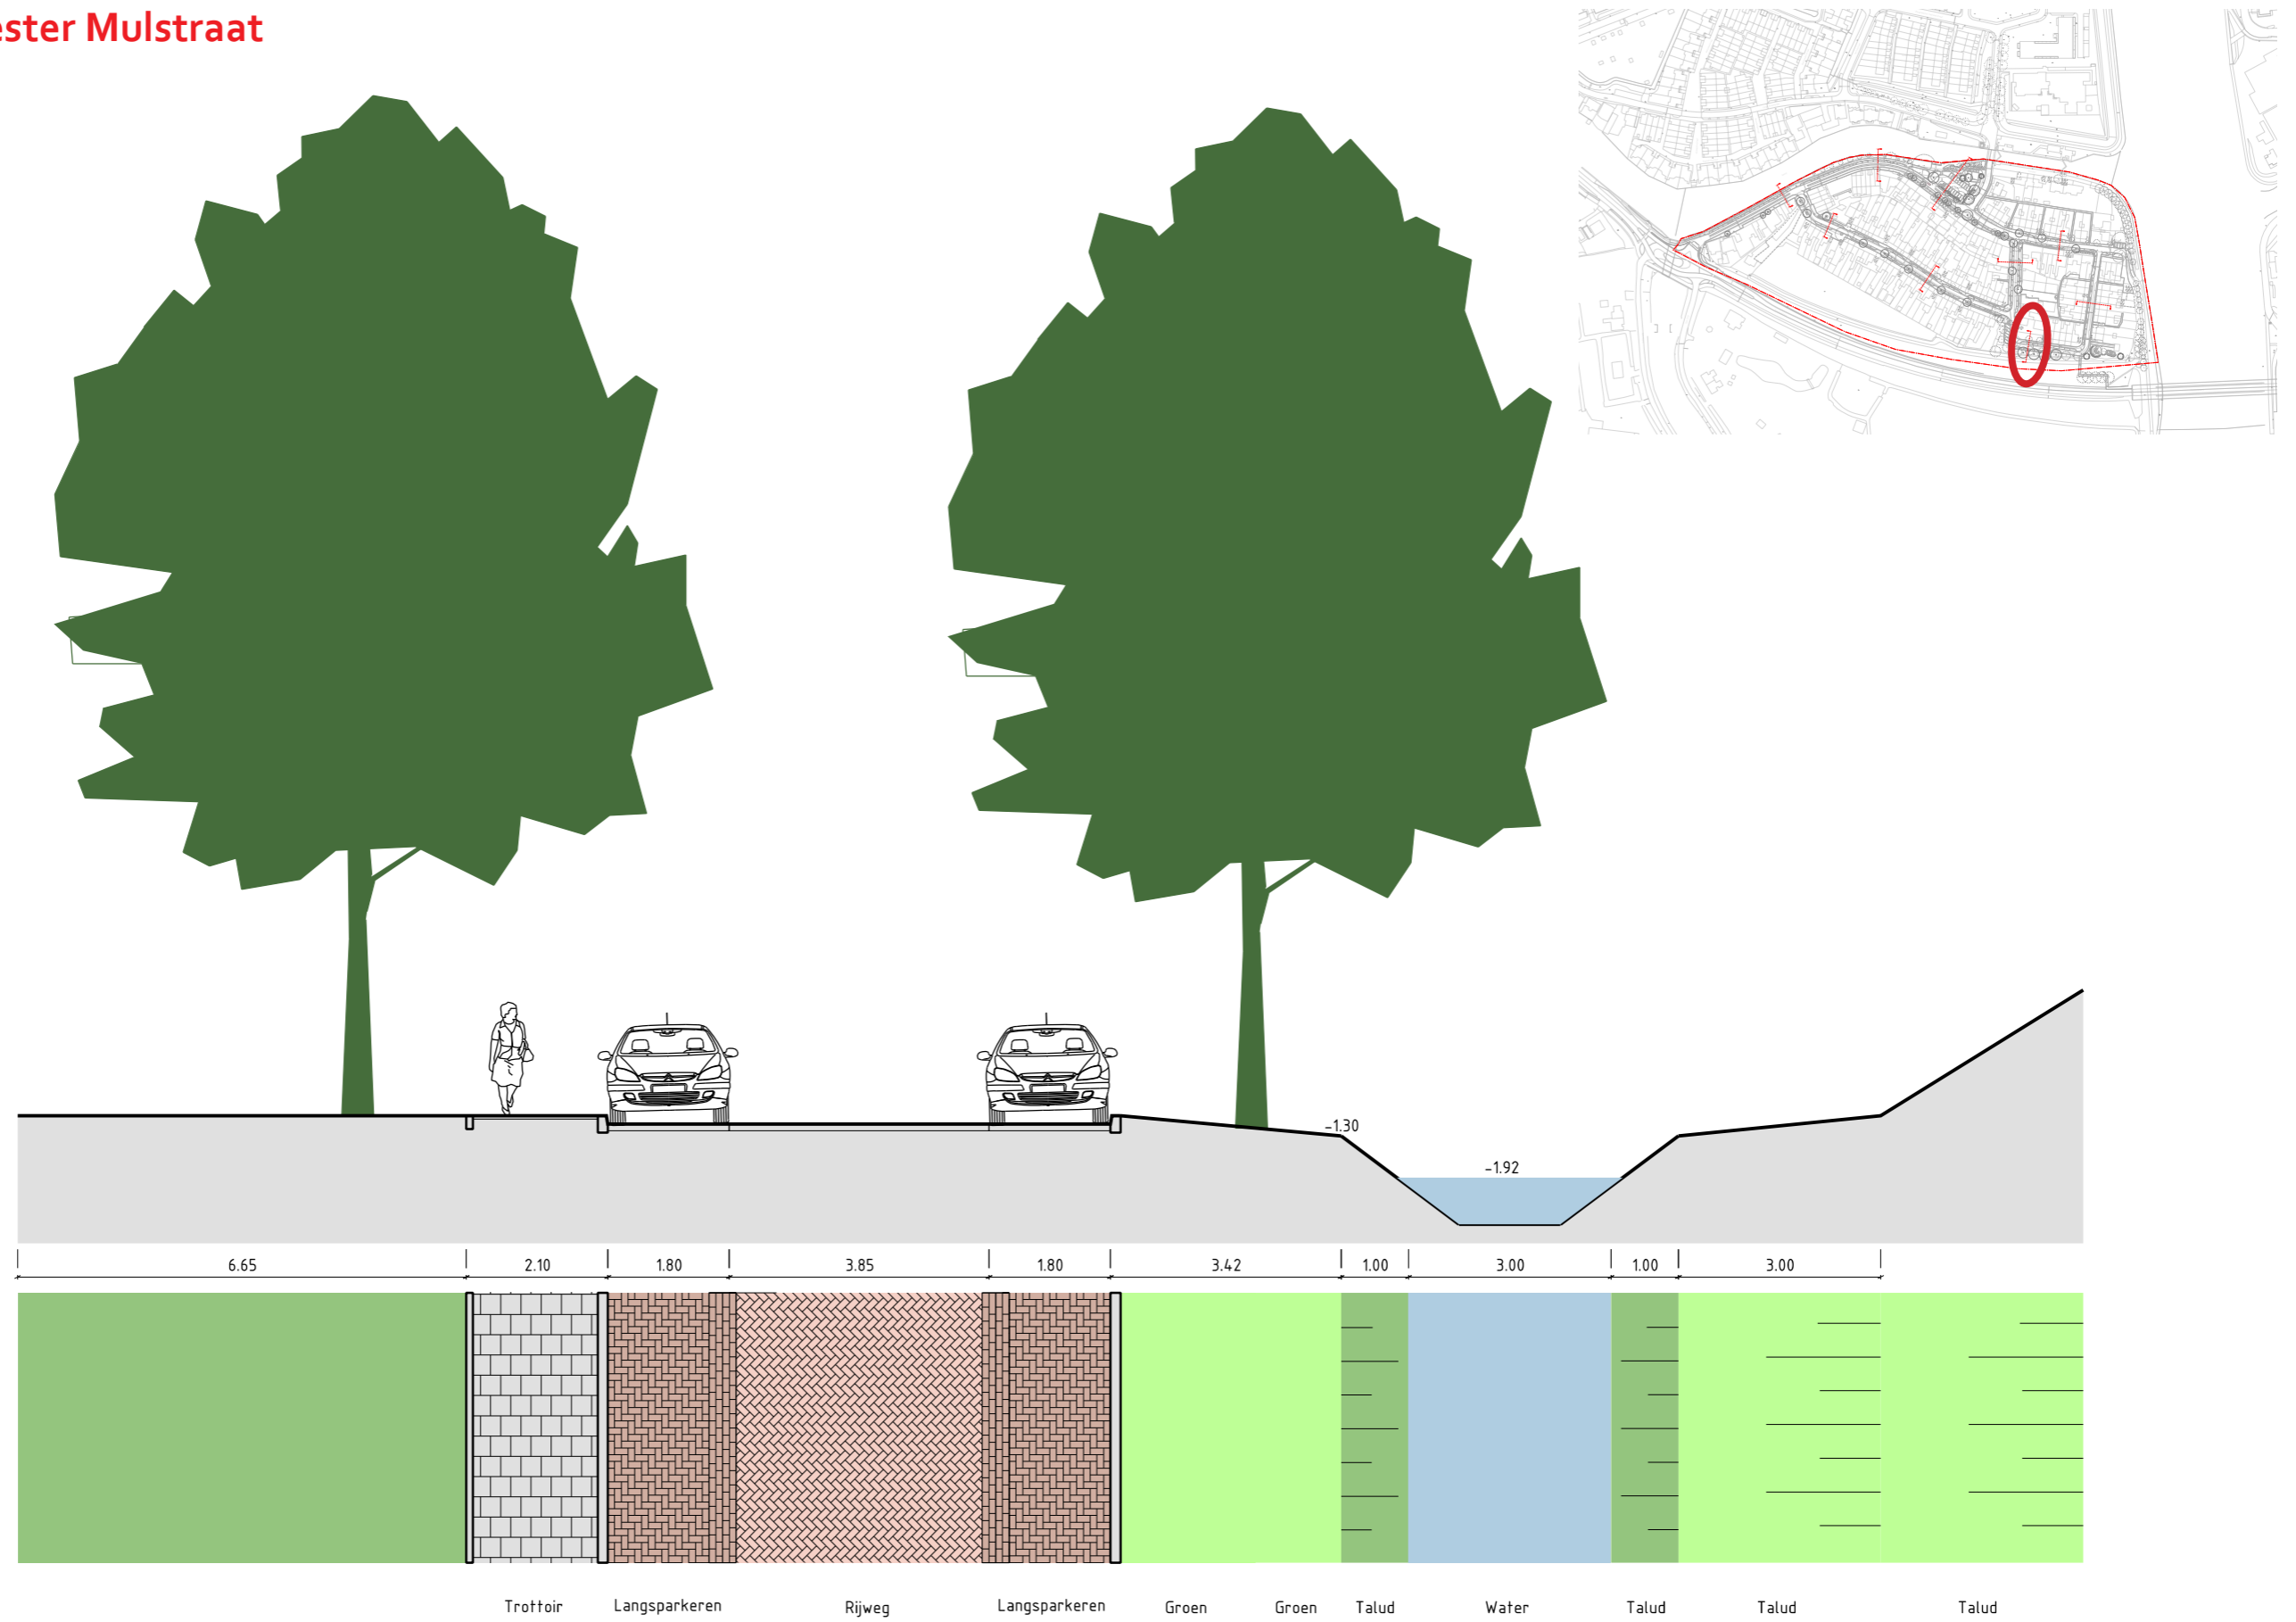 ester Mulstraat
-1.30
-1.92
6.65 2.10 1.80 3.85 1.80 3.42 1.00 3.00 1.00 3.00
Trottoir Langsparkeren Rijweg Langsparkeren Groen Groen Talud Water Talud Talud Talud